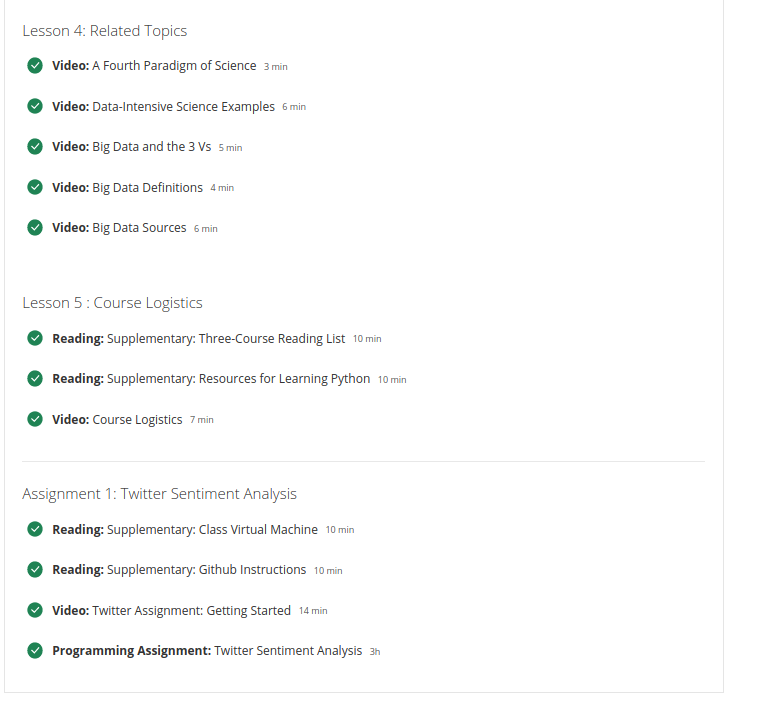 Lesson 4: Related Topics
Video: A Fourth Paradigm of Science 3 min
Video: Data-Intensive Science Examples 6 min
Video: Big Data and the 3 Vs 5 min
Video: Big Data Definitions 4 min
Video: Big Data Sources 6 min
Lesson 5 : Course Logistics
Reading: Supplementary: Three-Course Reading List 10 min
Reading: Supplementary: Resources for Learning Python 10 min
Video: Course Logistics 7 min
Assignment 1: Twitter Sentiment Analysis
Reading: Supplementary: Class Virtual Machine 10 min
Reading: Supplementary: Github Instructions 10 min
Video: Twitter Assignment: Getting Started 14 min
Programming Assignment: Twitter Sentiment Analysis 3h